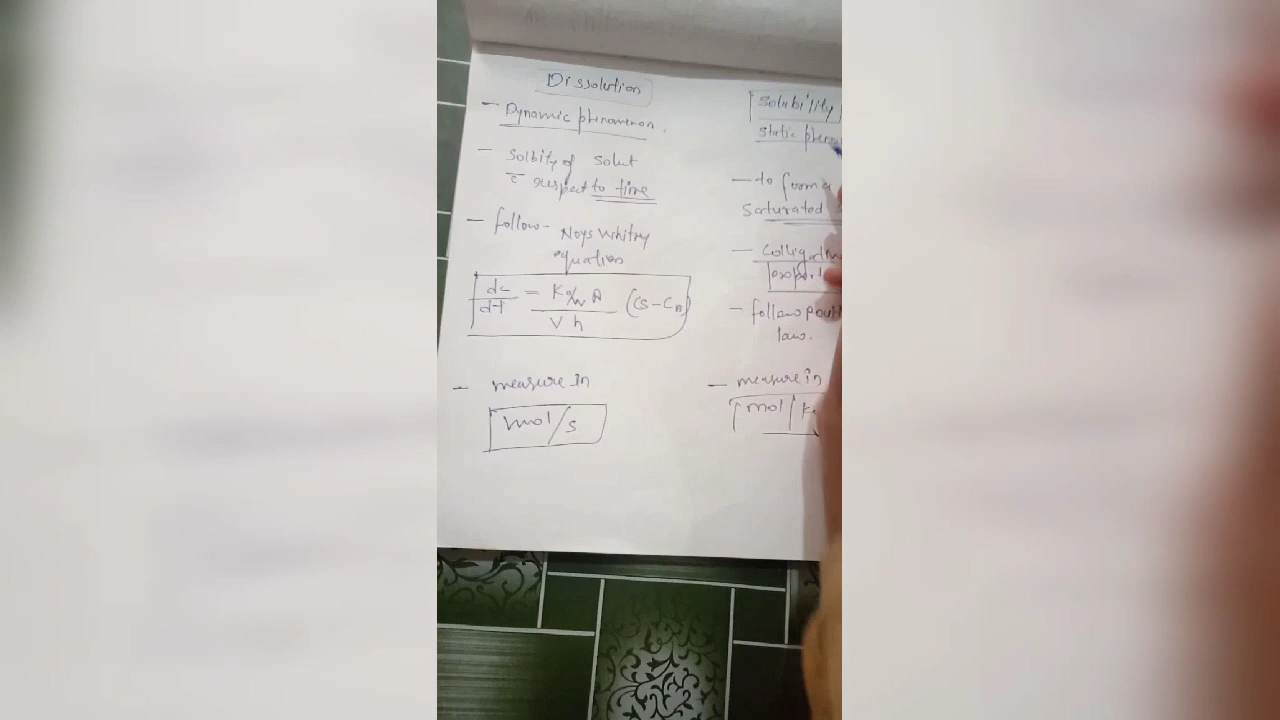 Dissolution
- Dynamic phenomenon.
- Solbity of solut
c̅ respect to time
- follow- Noys Whitny
equation
dc/dt = K D/w A / V h (Cs - CB)
- measure in
mol/s
Solubility
Static
- to form a
Saturated
- Colligative
- follow
law.
- measure in
mol/